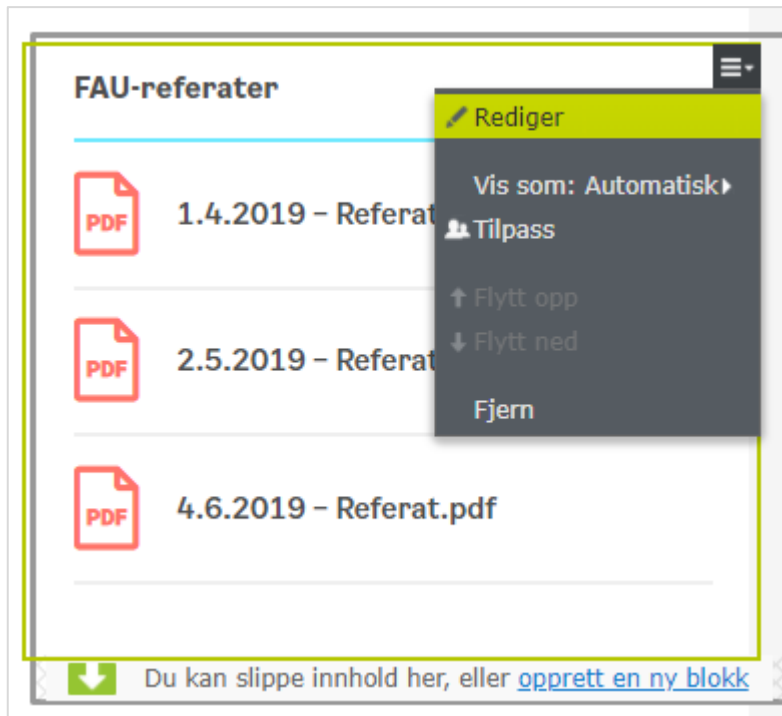 FAU-referater
Rediger
Vis som: Automatisk
Tilpass
Flytt opp
Flytt ned
Fjern
PDF 1.4.2019 – Referat
PDF 2.5.2019 – Referat
PDF 4.6.2019 – Referat.pdf
Du kan slippe innhold her, eller opprett en ny blokk